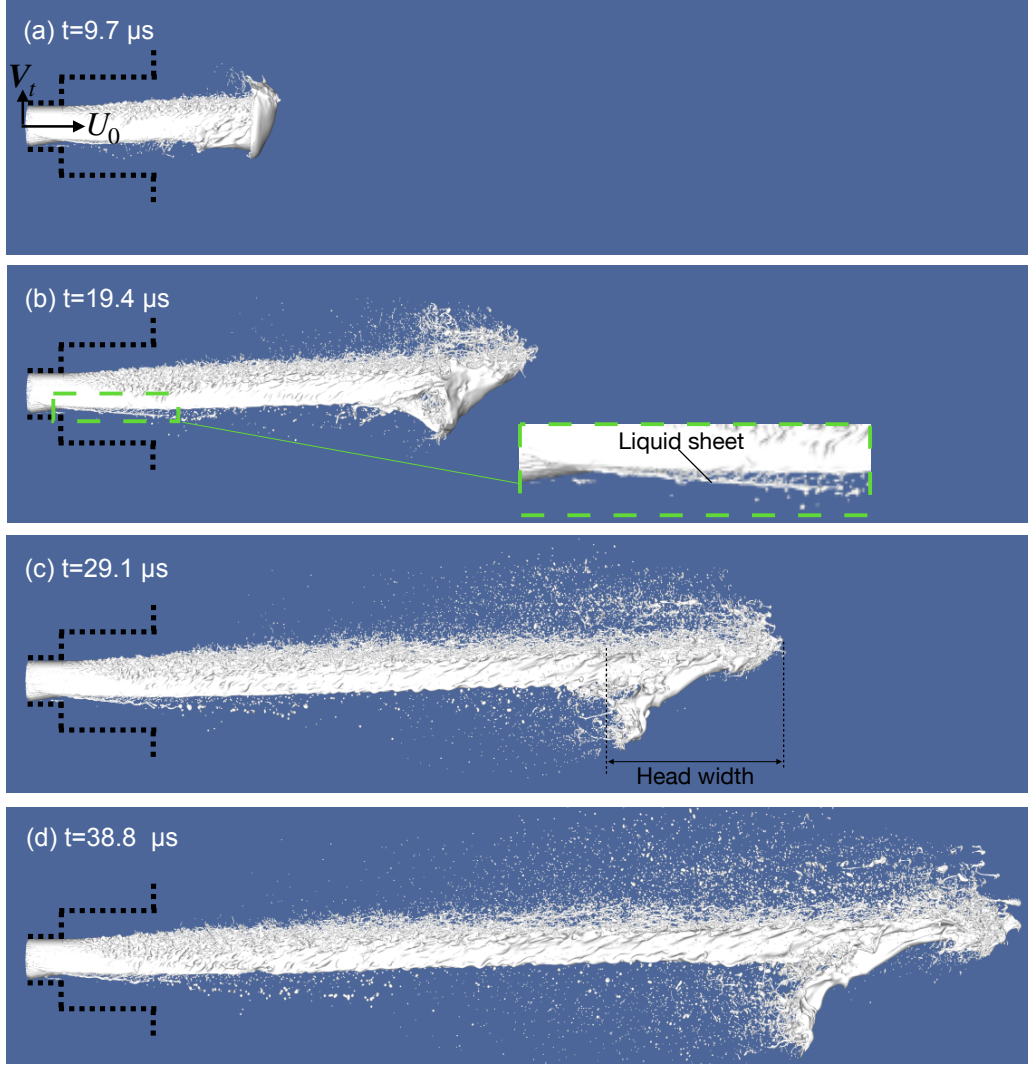 (a) t=9.7 µs
V_t
U_0
(b) t=19.4 µs
Liquid sheet
(c) t=29.1 µs
Head width
(d) t=38.8 µs